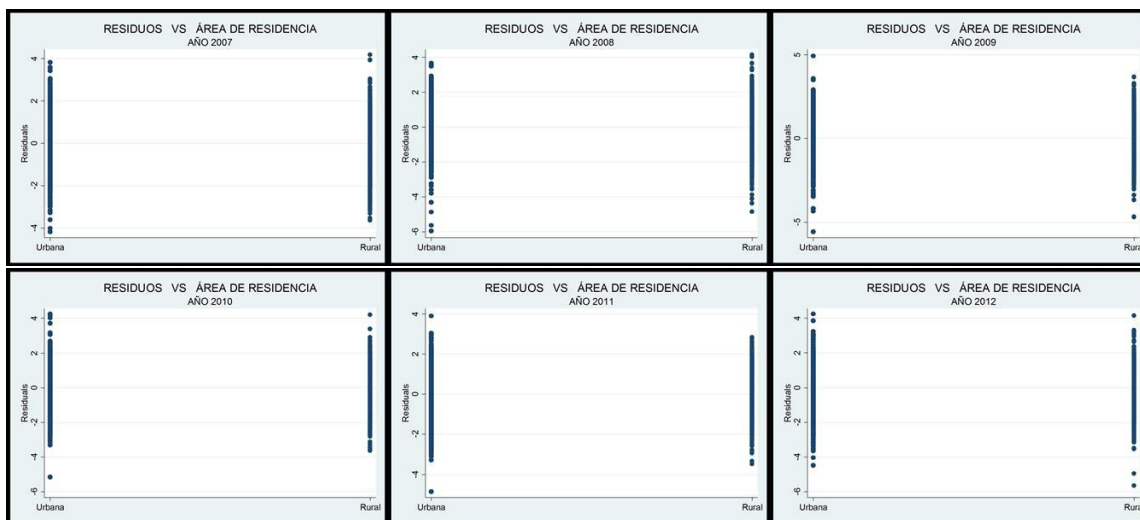 RESIDUOS VS ÁREA DE RESIDENCIA
AÑO 2007
Residuals
4
2
0
-2
-4
Urbana Rural
RESIDUOS VS ÁREA DE RESIDENCIA
AÑO 2008
Residuals
4
2
0
-2
-4
-6
Urbana Rural
RESIDUOS VS ÁREA DE RESIDENCIA
AÑO 2009
Residuals
5
0
-5
Urbana Rural
RESIDUOS VS ÁREA DE RESIDENCIA
AÑO 2010
Residuals
4
2
0
-2
-4
-6
Urbana Rural
RESIDUOS VS ÁREA DE RESIDENCIA
AÑO 2011
Residuals
4
2
0
-2
-4
Urbana Rural
RESIDUOS VS ÁREA DE RESIDENCIA
AÑO 2012
Residuals
4
2
0
-2
-4
-6
Urbana Rural